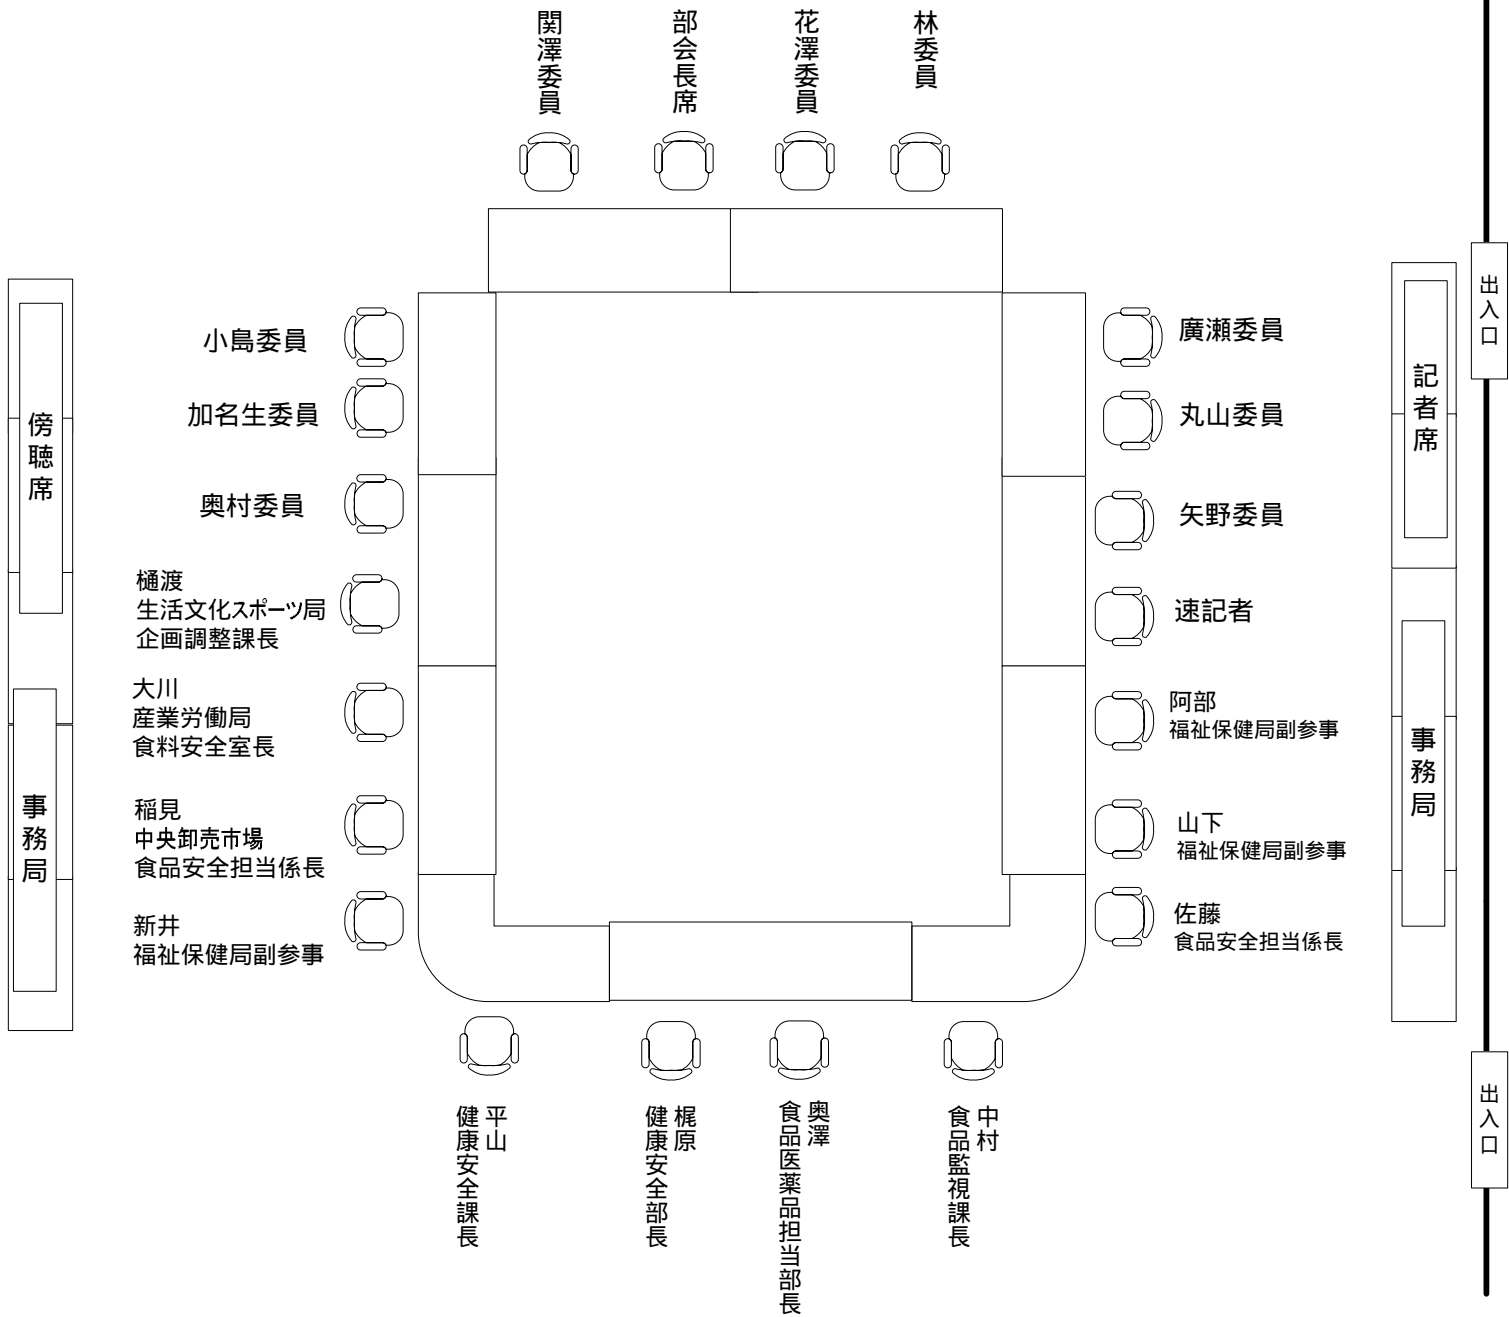 関澤委員
部会長席
花澤委員
林委員
出入口
小島委員
加名生委員
奥村委員
樋渡
生活文化スポーツ局
企画調整課長
大川
産業労働局
食料安全室長
稲見
中央卸売市場
食品安全担当係長
新井
福祉保健局副参事
傍聴席
事務局
廣瀬委員
丸山委員
矢野委員
速記者
阿部
福祉保健局副参事
山下
福祉保健局副参事
佐藤
食品安全担当係長
記者席
事務局
平山
健康安全課長
梶原
健康安全部長
奥澤
食品医薬品担当部長
中村
食品監視課長
出入口